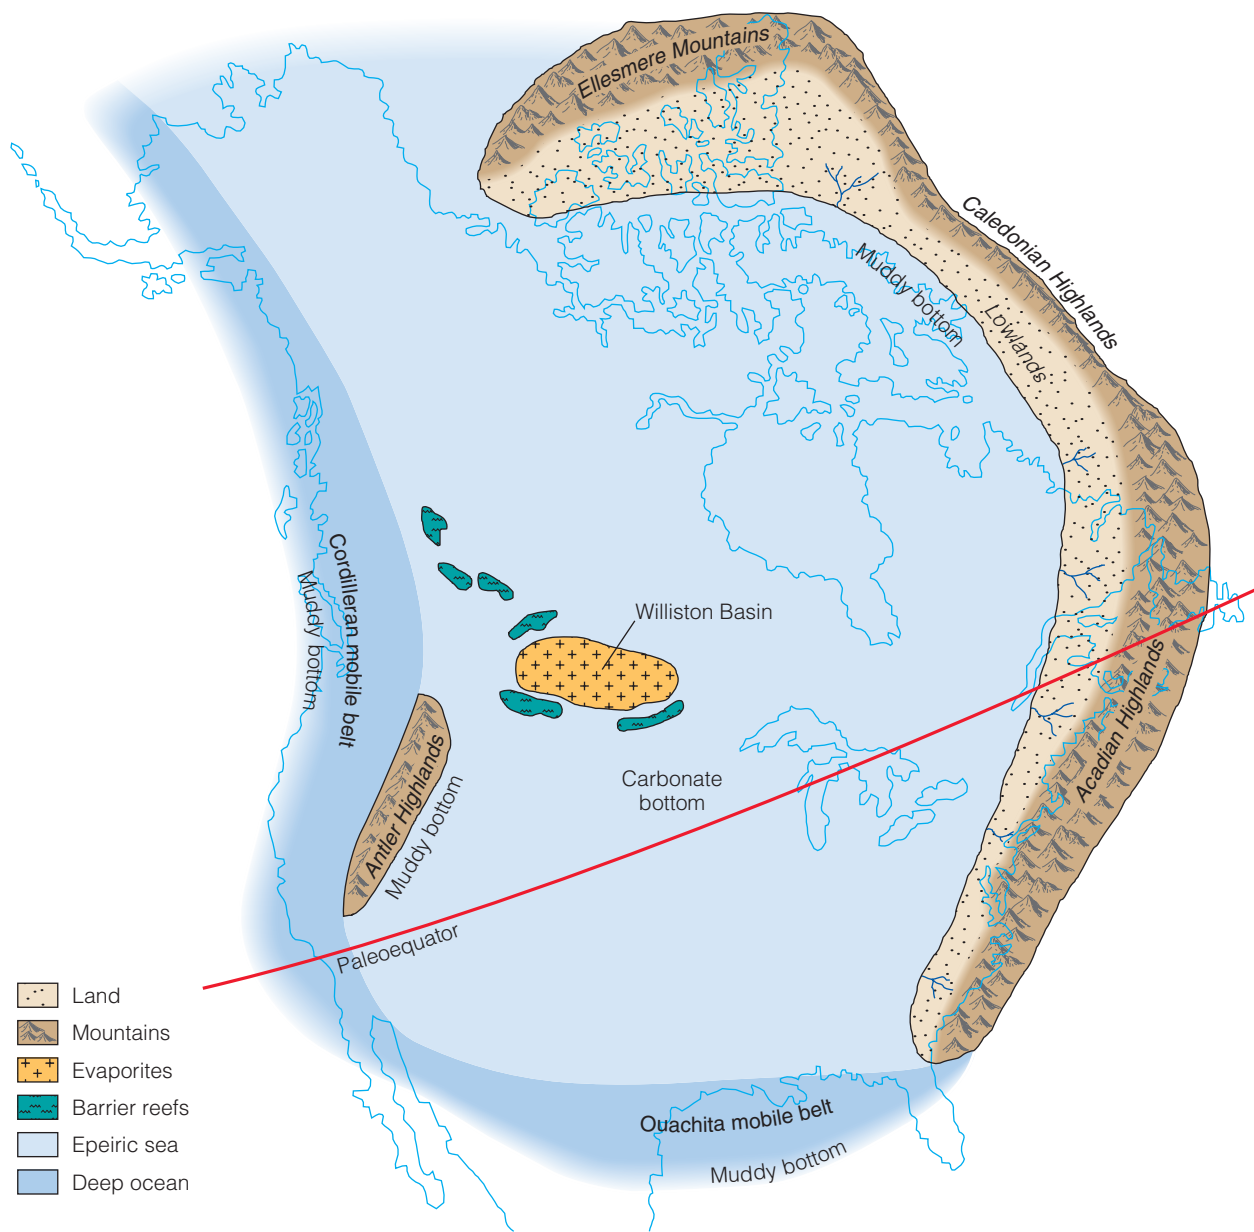 Ellesmere Mountains
Caledonian Highlands
Muddy bottom
Lowlands
Cordilleran mobile belt
Muddy bottom
Williston Basin
Acadian Highlands
Antler Highlands
Muddy bottom
Carbonate
bottom
Paleoequator
Ouachita mobile belt
Muddy bottom
Land
Mountains
Evaporites
Barrier reefs
Epeiric sea
Deep ocean